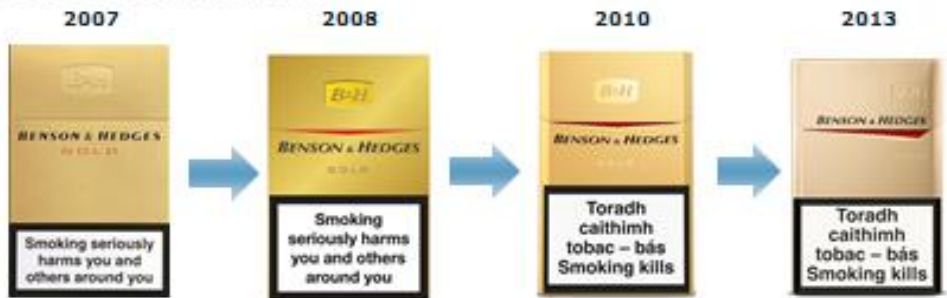 2007
2008
2010
2013
B&H
BENSON & HEDGES
GOLD
Smoking seriously
harms you and
others around you
B&H
BENSON & HEDGES
GOLD
Smoking
seriously harms
you and others
around you
B&H
BENSON & HEDGES
Toradh
caithimh
tobac – bás
Smoking kills
BENSON & HEDGES
Toradh
caithimh
tobac – bás
Smoking kills